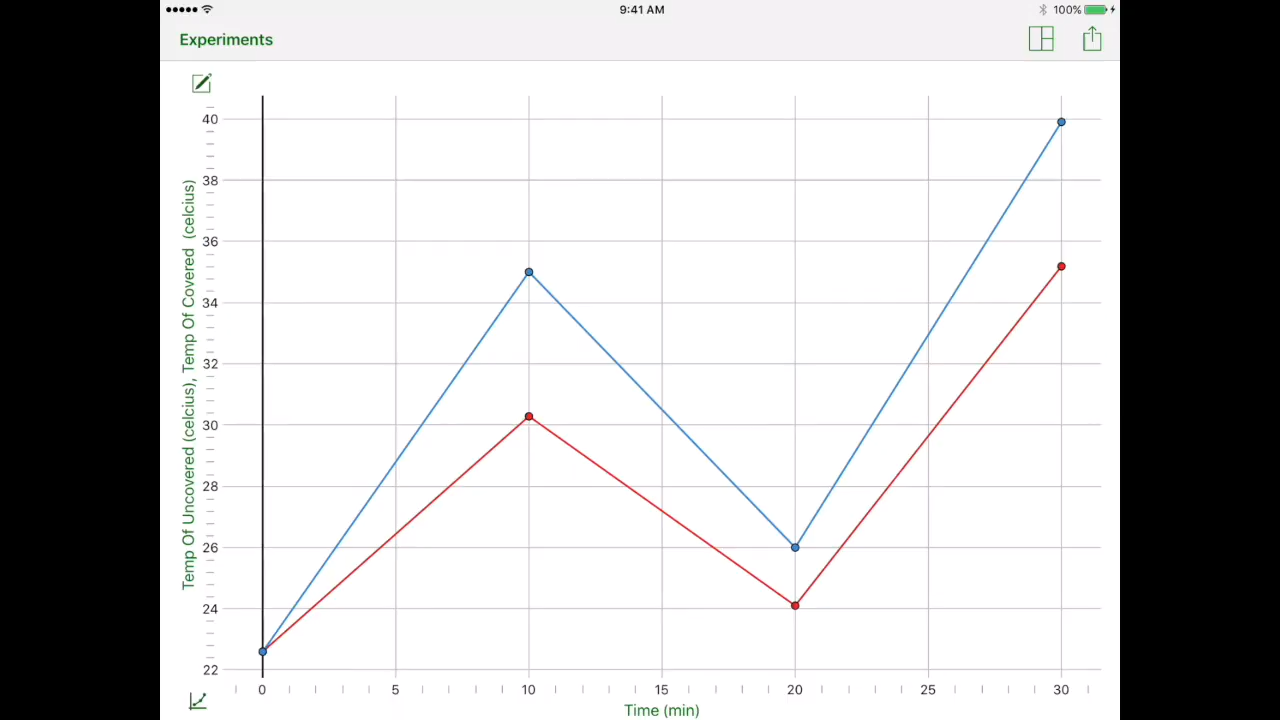 9:41 AM
100%
Experiments
40
38
36
34
32
30
28
26
24
22
Temp Of Uncovered (celcius), Temp Of Covered (celcius)
0 5 10 15 20 25 30
Time (min)